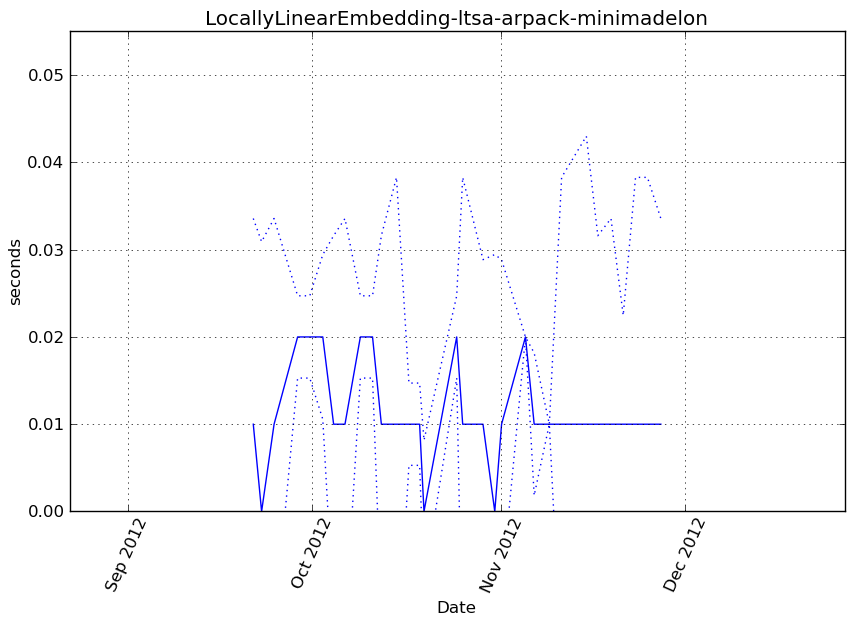 LocallyLinearEmbedding-ltsa-arpack-minimadelon
0.05
0.04
0.03
0.02
0.01
0.00
seconds
Sep 2012
Oct 2012
Nov 2012
Dec 2012
Date